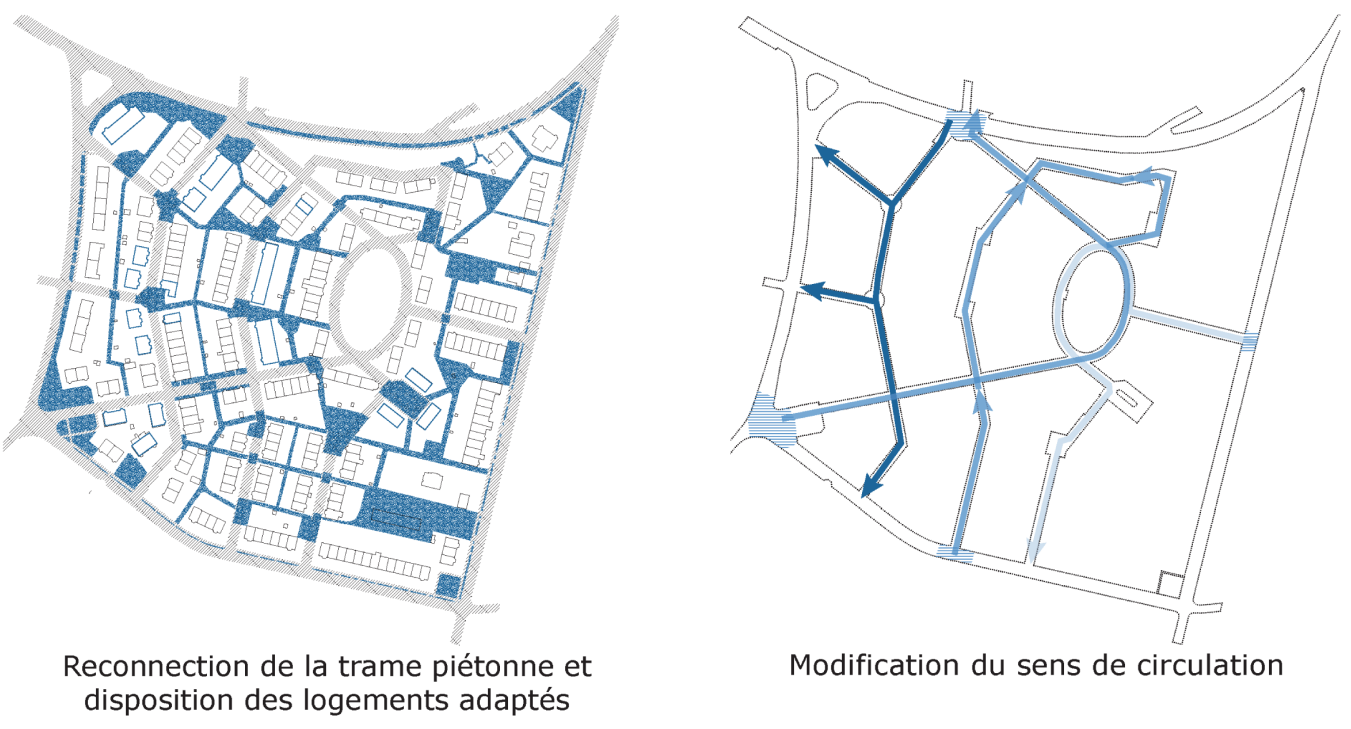 Reconnection de la trame piétonne et
disposition des logements adaptés
Modification du sens de circulation